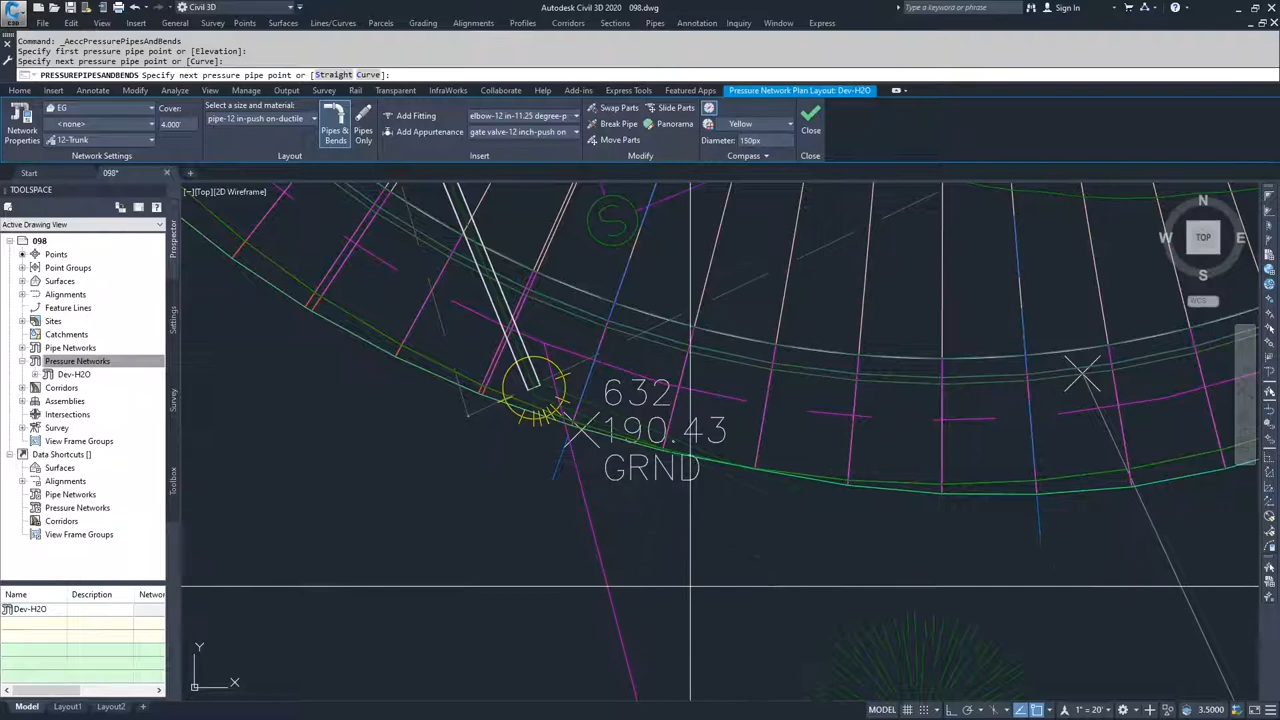 C3D
Civil 3D
Autodesk Civil 3D 2020 098.dwg
Type a keyword or phrase
Sign In
File Edit View Insert General Survey Points Surfaces Lines/Curves Parcels Grading Alignments Profiles Corridors Sections Pipes Annotation Inquiry Window Express
Command: _AeccPressurePipesAndBends
Specify first pressure pipe point or [Elevation]:
Specify next pressure pipe point or [Curve]:
PRESSUREPIPESANDBENDS Specify next pressure pipe point or [Straight Curve]:
Home Insert Annotate Modify Analyze View Manage Output Survey Rail Transparent InfraWorks Collaborate Help Add-ins Express Tools Featured Apps Pressure Network Plan Layout: Dev-H2O
Network Properties
EG
<none>
12-Trunk
Cover:
4.000'
Network Settings
Select a size and material:
pipe-12 in-push on-ductile
Pipes & Bends
Pipes Only
Layout
Add Fitting
elbow-12 in-11.25 degree-p
Add Appurtenance
gate valve-12 inch-push on
Insert
Swap Parts
Slide Parts
Break Pipe
Panorama
Move Parts
Modify
Yellow
Diameter: 150px
Compass
Close
Close
Start
098*
TOOLSPACE
Active Drawing View
098
Points
Point Groups
Surfaces
Alignments
Feature Lines
Sites
Catchments
Pipe Networks
Pressure Networks
Dev-H2O
Corridors
Assemblies
Intersections
Survey
View Frame Groups
Data Shortcuts []
Surfaces
Alignments
Pipe Networks
Pressure Networks
Corridors
View Frame Groups
Prospector
Settings
Survey
Toolbox
Name Description Networ
Dev-H2O
[−][Top][2D Wireframe]
S
632
190.43
GRND
N
W
TOP
E
S
WCS
Y
X
Model Layout1 Layout2 +
MODEL
1" = 20'
3.5000